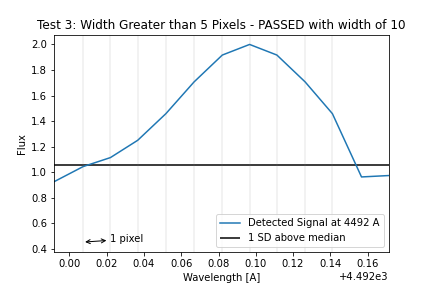 Test 3: Width Greater than 5 Pixels - PASSED with width of 10
2.0
1.8
1.6
1.4
1.2
1.0
0.8
0.6
0.4
Flux
1 pixel
Detected Signal at 4492 A
1 SD above median
0.00 0.02 0.04 0.06 0.08 0.10 0.12 0.14 0.16
Wavelength [A]
+4.492e3